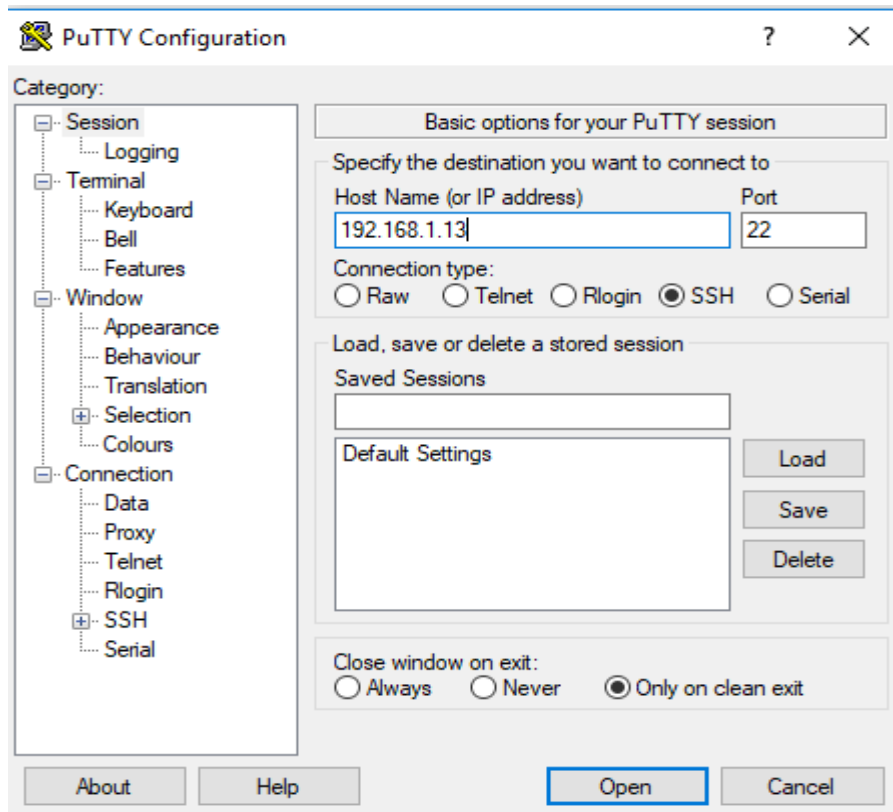 PuTTY Configuration
?
Category:
Session
Logging
Terminal
Keyboard
Bell
Features
Window
Appearance
Behaviour
Translation
Selection
Colours
Connection
Data
Proxy
Telnet
Rlogin
SSH
Serial
Basic options for your PuTTY session
Specify the destination you want to connect to
Host Name (or IP address) Port
192.168.1.13 22
Connection type:
Raw Telnet Rlogin SSH Serial
Load, save or delete a stored session
Saved Sessions
Default Settings
Load
Save
Delete
Close window on exit:
Always Never Only on clean exit
About Help Open Cancel